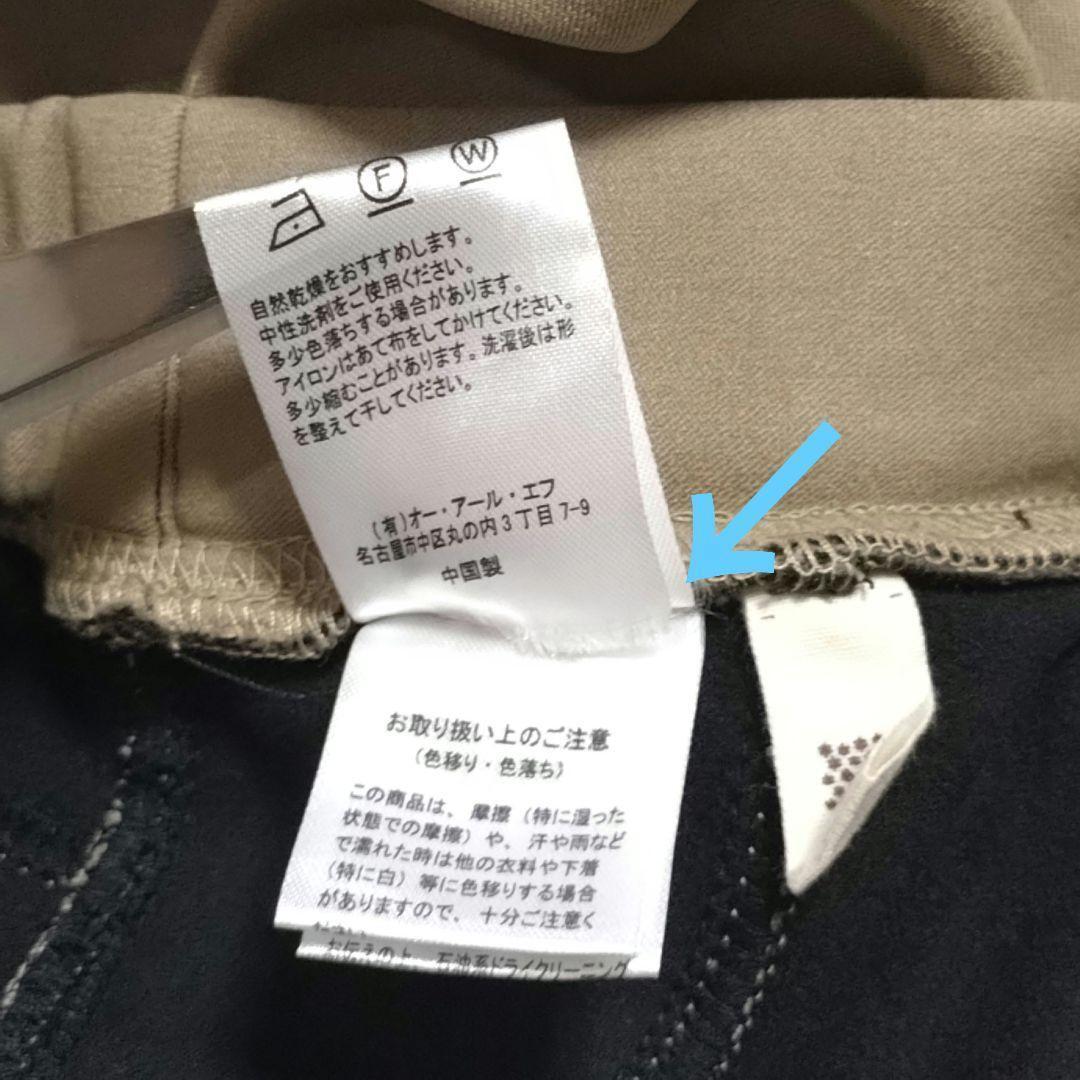 F
W
自然乾燥をおすすめします。
中性洗剤をご使用ください。
多少色落ちする場合があります。
アイロンはあて布をしてかけてください。
多少縮むことがあります。洗濯後は形
を整えて干してください。
(有)オー・アール・エフ
名古屋市中区丸の内3丁目7-9
中国製
お取り扱い上のご注意
(色移り・色落ち)
この商品は、摩擦(特に湿った
状態での摩擦)や、汗や雨など
で濡れた時は他の衣料や下着
(特に白)等に色移りする場合
がありますので、十分ご注意く
お伝えの上、石油系ドライクリーニング